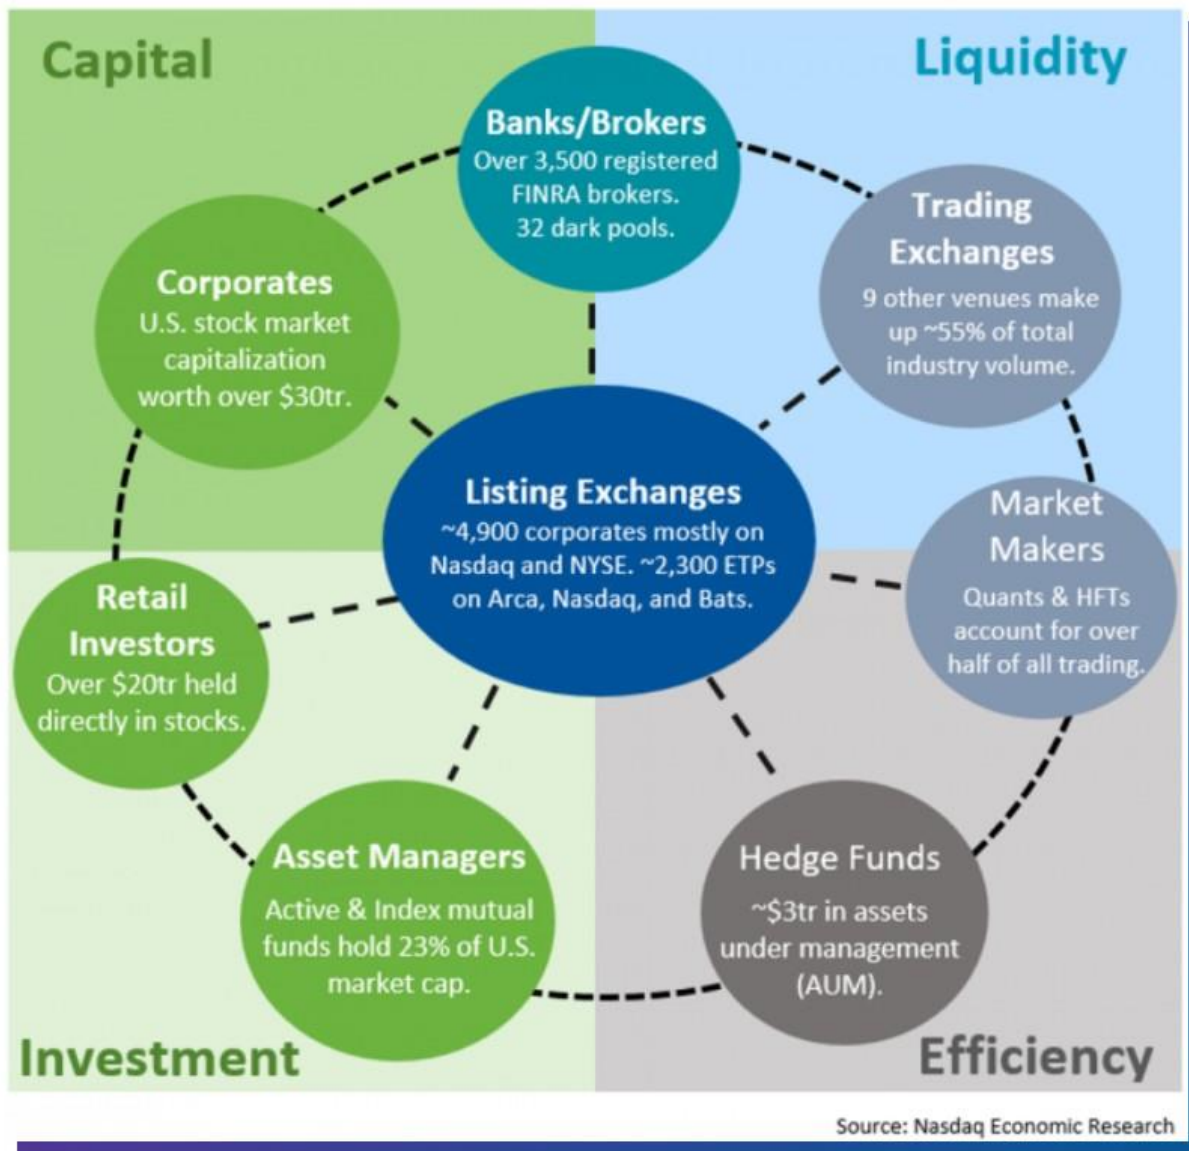 Capital
Liquidity
Banks/Brokers
Over 3,500 registered
FINRA brokers.
32 dark pools.
Trading
Exchanges
9 other venues make
up ~55% of total
industry volume.
Corporates
U.S. stock market
capitalization
worth over $30tr.
Listing Exchanges
~4,900 corporates mostly on
Nasdaq and NYSE. ~2,300 ETPs
on Arca, Nasdaq, and Bats.
Market
Makers
Quants & HFTs
account for over
half of all trading.
Retail
Investors
Over $20tr held
directly in stocks.
Asset Managers
Active & Index mutual
funds hold 23% of U.S.
market cap.
Hedge Funds
~$3tr in assets
under management
(AUM).
Investment
Efficiency
Source: Nasdaq Economic Research